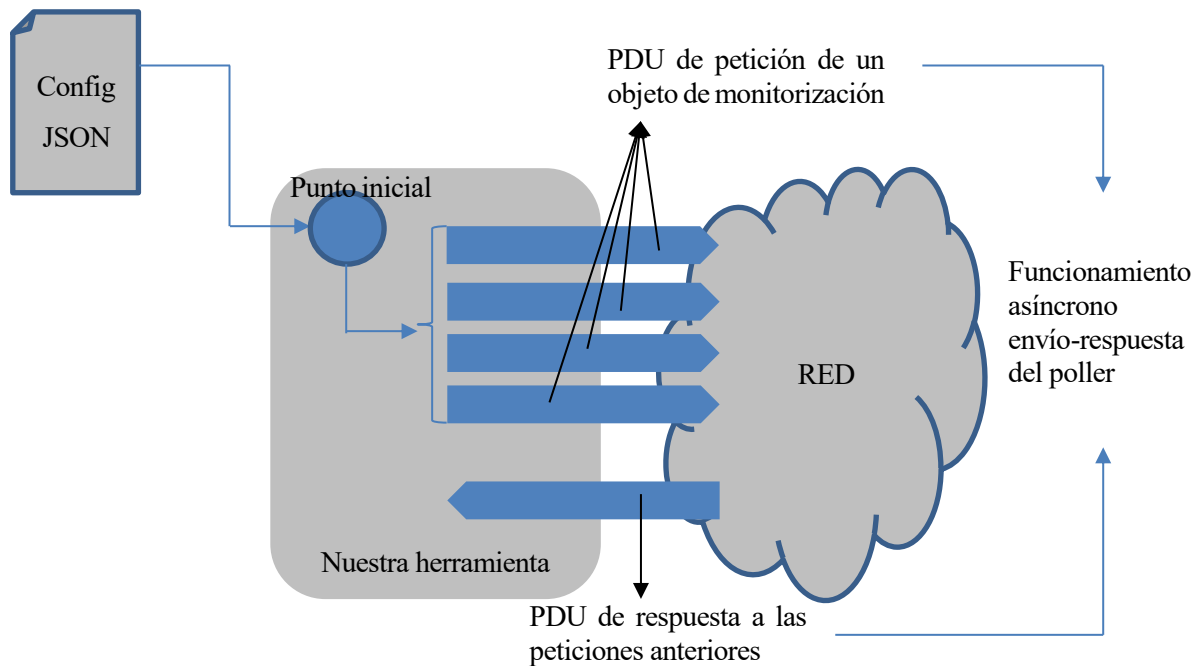 Config
JSON
PDU de petición de un
objeto de monitorización
Punto inicial
Funcionamiento
asíncrono
envío-respuesta
del poller
RED
Nuestra herramienta
PDU de respuesta a las
peticiones anteriores